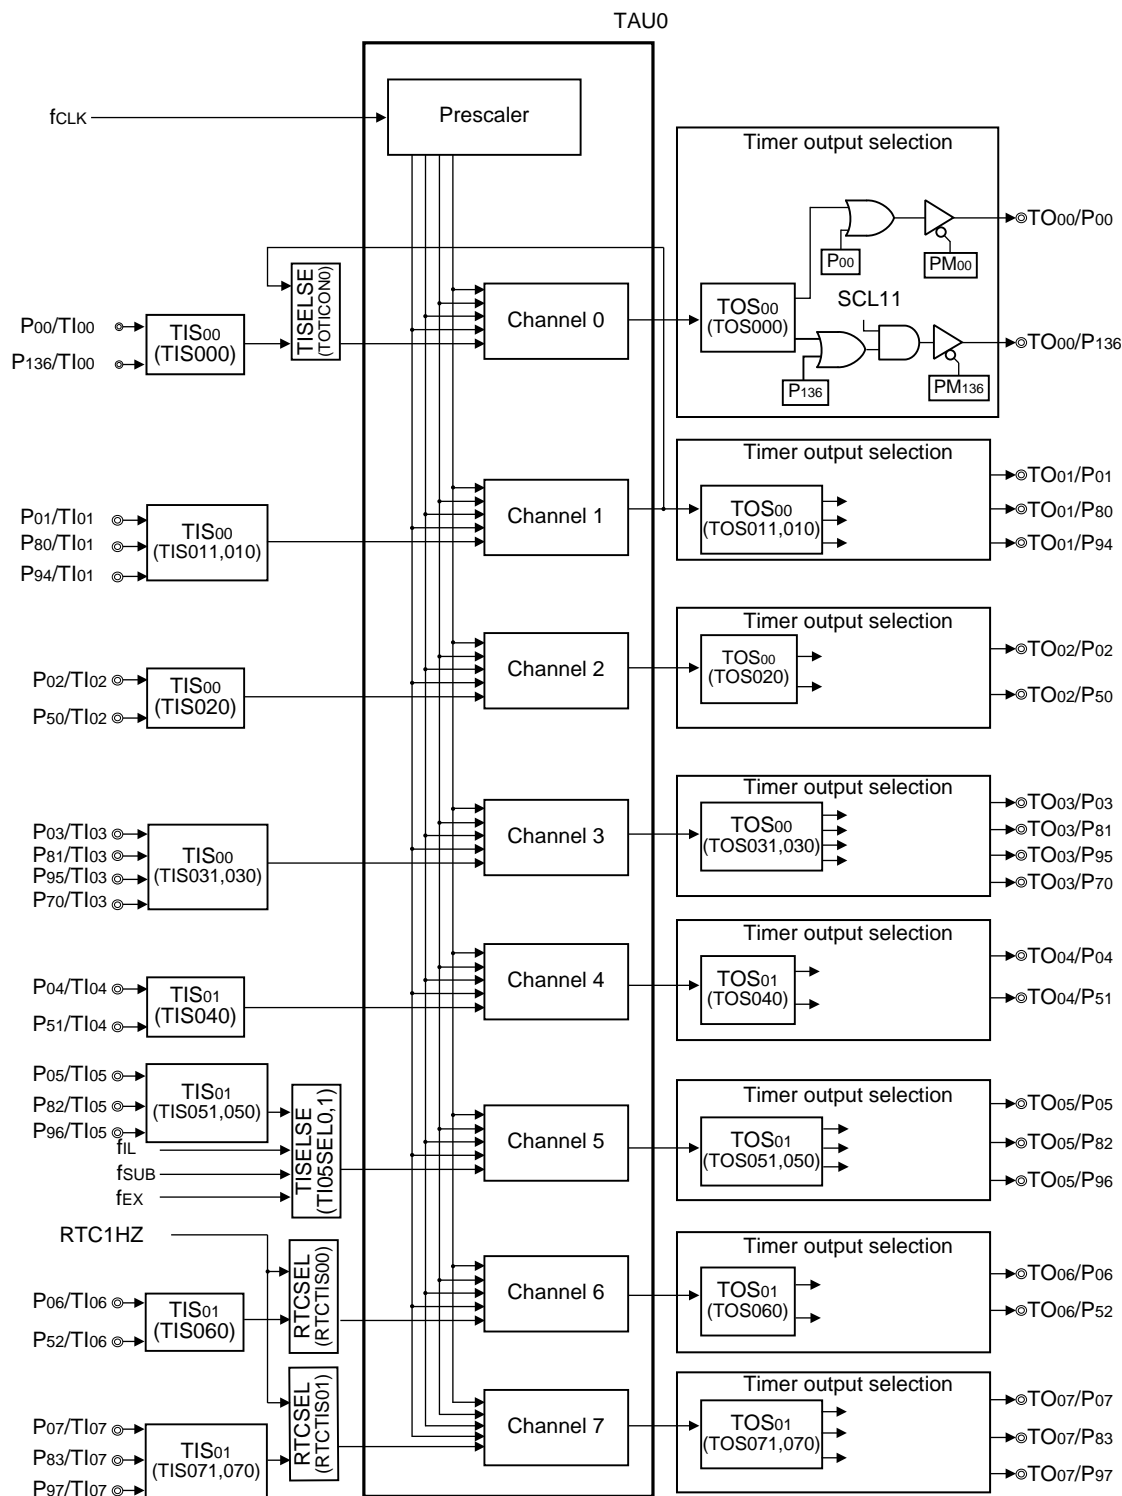 TAU0
fCLK
Prescaler
Timer output selection
TO00/P00
P00
PM00
SCL11
TOS00
(TOS000)
TO00/P136
P136
PM136
P00/TI00
P136/TI00
TIS00
(TIS000)
TISELSE
(TOTICON0)
Channel 0
Timer output selection
P01/TI01
P80/TI01
P94/TI01
TIS00
(TIS011,010)
Channel 1
TOS00
(TOS011,010)
TO01/P01
TO01/P80
TO01/P94
Timer output selection
P02/TI02
P50/TI02
TIS00
(TIS020)
Channel 2
TOS00
(TOS020)
TO02/P02
TO02/P50
Timer output selection
P03/TI03
P81/TI03
P95/TI03
P70/TI03
TIS00
(TIS031,030)
Channel 3
TOS00
(TOS031,030)
TO03/P03
TO03/P81
TO03/P95
TO03/P70
Timer output selection
P04/TI04
P51/TI04
TIS01
(TIS040)
Channel 4
TOS01
(TOS040)
TO04/P04
TO04/P51
Timer output selection
P05/TI05
P82/TI05
P96/TI05
fIL
fSUB
fEX
TIS01
(TIS051,050)
TISELSE
(TI05SEL0,1)
Channel 5
TOS01
(TOS051,050)
TO05/P05
TO05/P82
TO05/P96
Timer output selection
RTC1HZ
P06/TI06
P52/TI06
TIS01
(TIS060)
RTCSEL
(RTCTIS00)
Channel 6
TOS01
(TOS060)
TO06/P06
TO06/P52
Timer output selection
P07/TI07
P83/TI07
P97/TI07
TIS01
(TIS071,070)
RTCSEL
(RTCTIS01)
Channel 7
TOS01
(TOS071,070)
TO07/P07
TO07/P83
TO07/P97